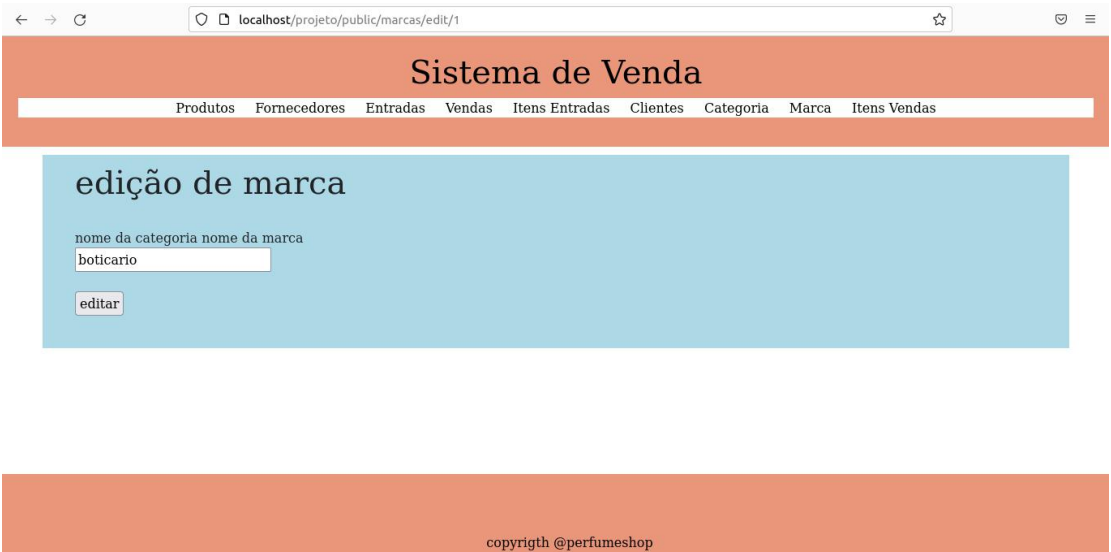 localhost/projeto/public/marcas/edit/1
Sistema de Venda
Produtos Fornecedores Entradas Vendas Itens Entradas Clientes Categoria Marca Itens Vendas
edição de marca
nome da categoria nome da marca
boticario
editar
copyrigth @perfumeshop